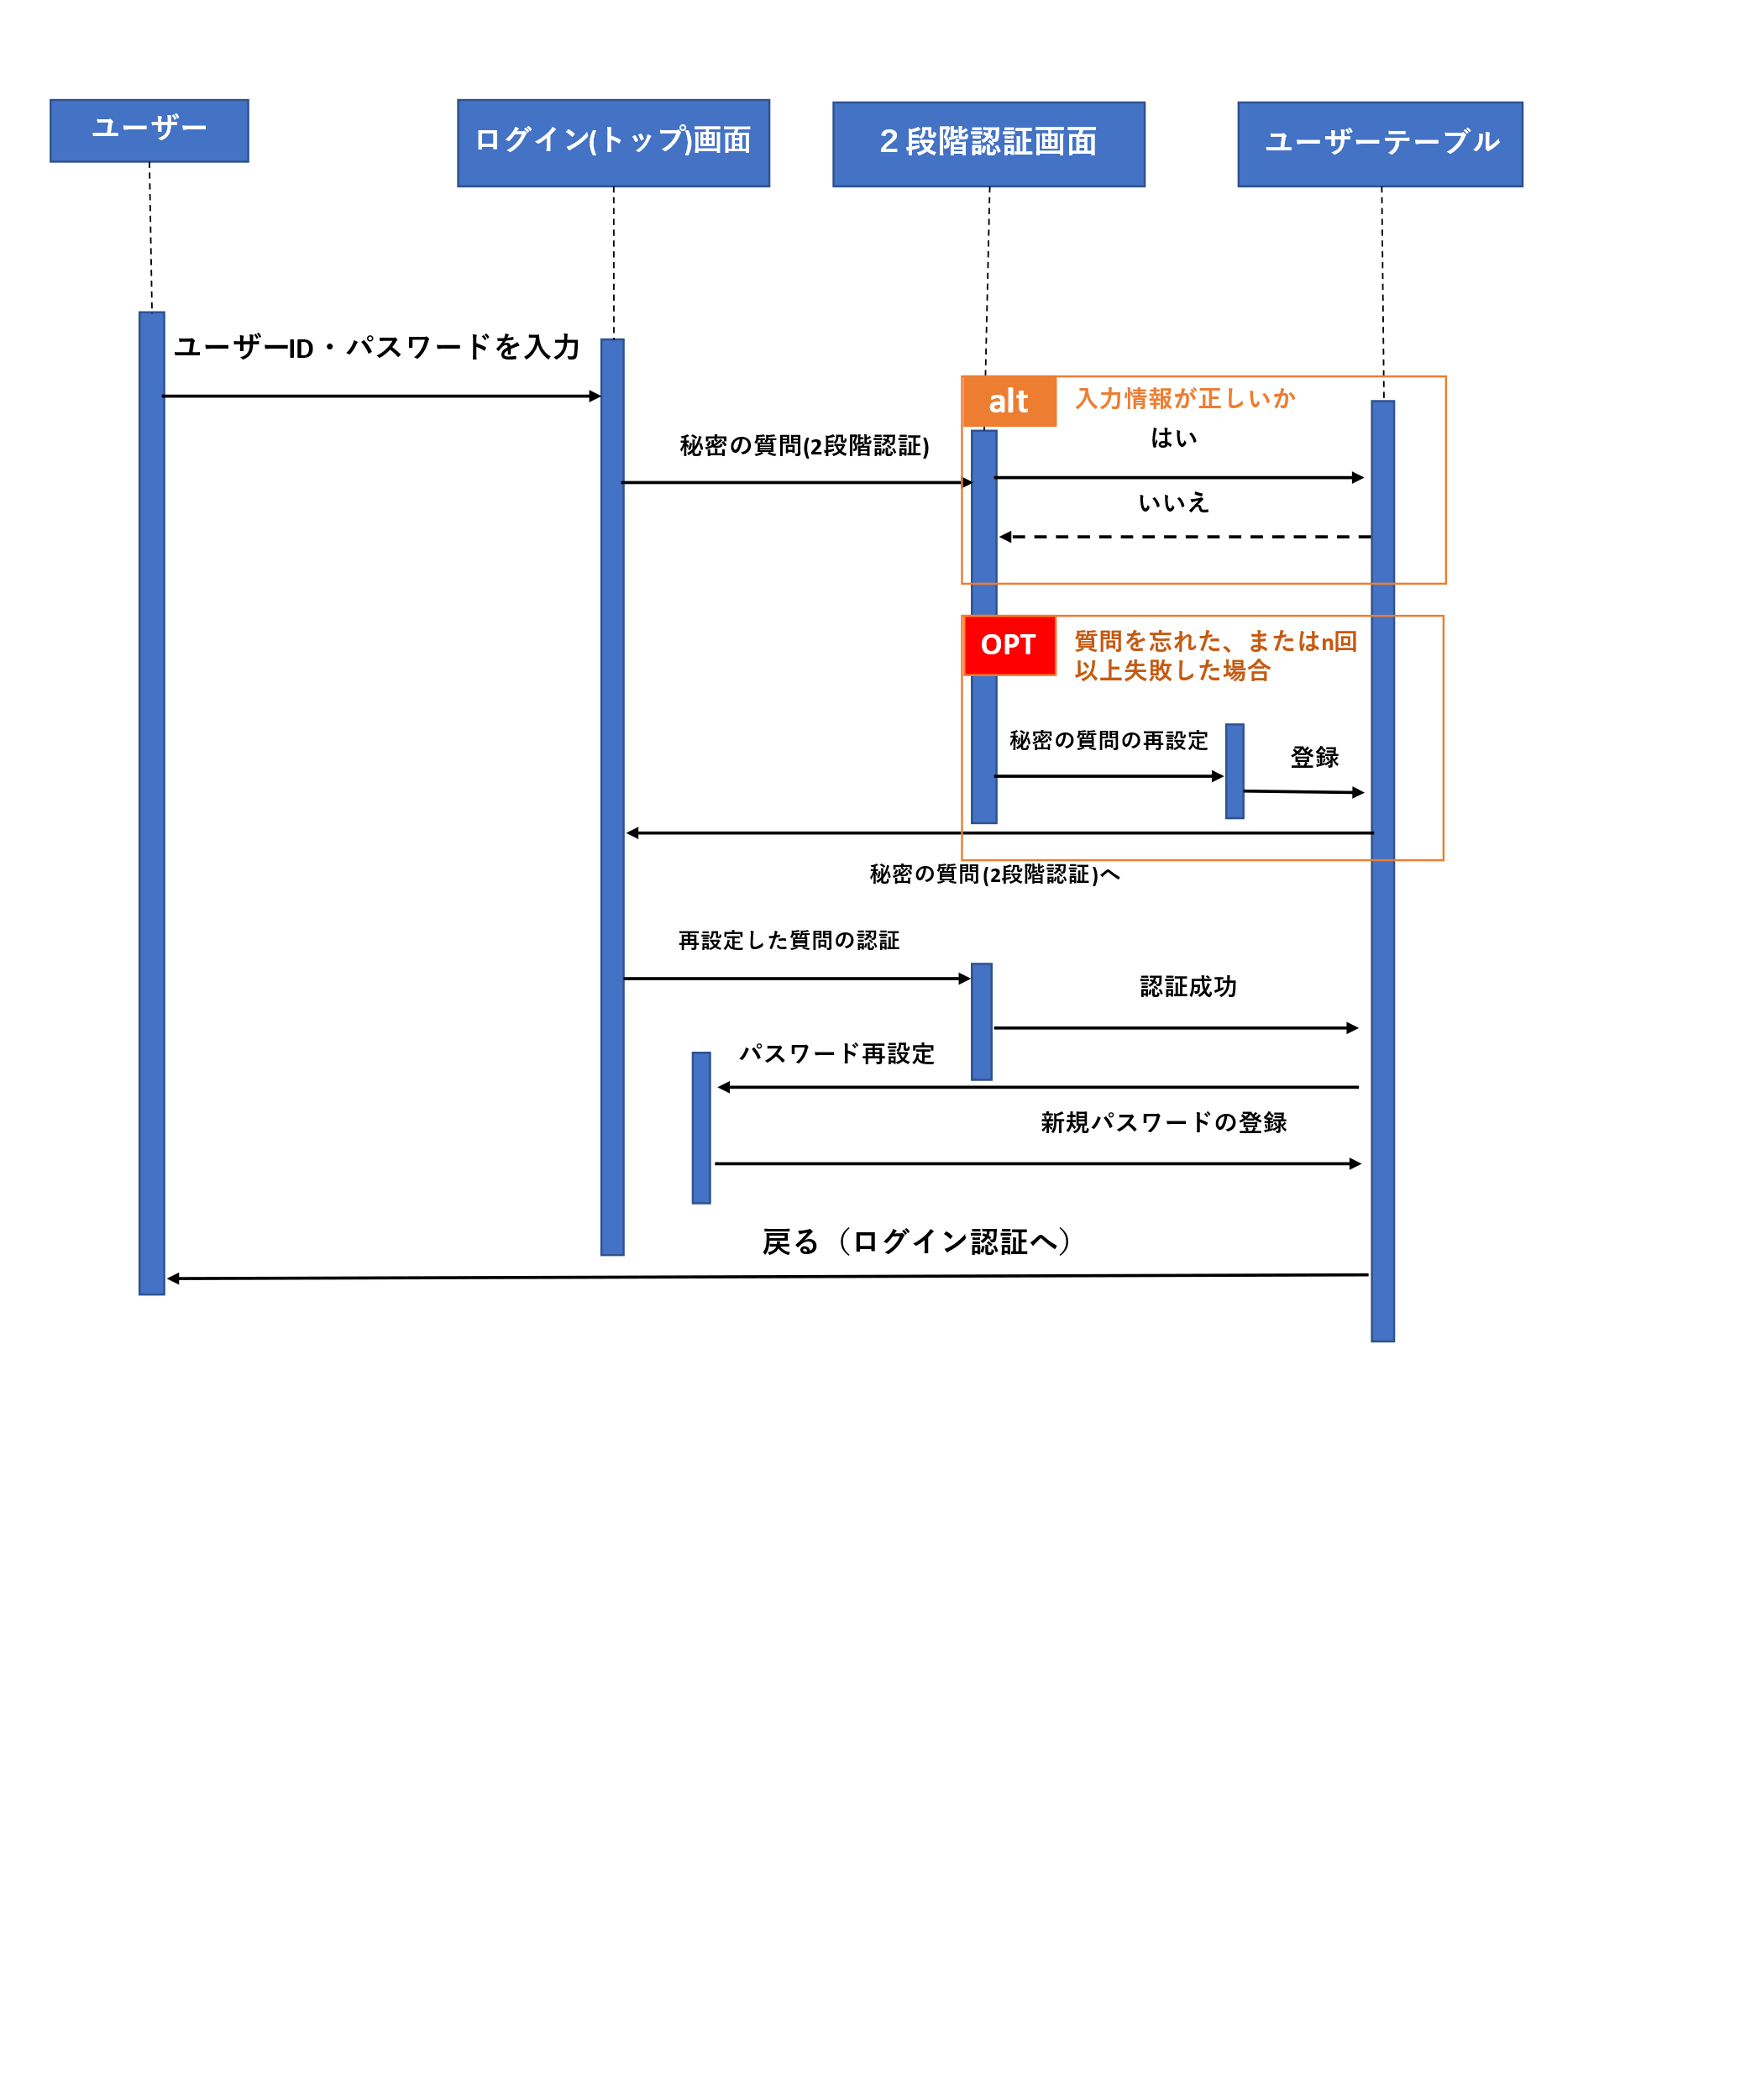 ユーザー
ログイン(トップ)画面
２段階認証画面
ユーザーテーブル
ユーザーID・パスワードを入力
alt
入力情報が正しいか
はい
秘密の質問(2段階認証)
いいえ
OPT
質問を忘れた、またはn回
以上失敗した場合
秘密の質問の再設定
登録
秘密の質問(2段階認証)へ
再設定した質問の認証
認証成功
パスワード再設定
新規パスワードの登録
戻る（ログイン認証へ）